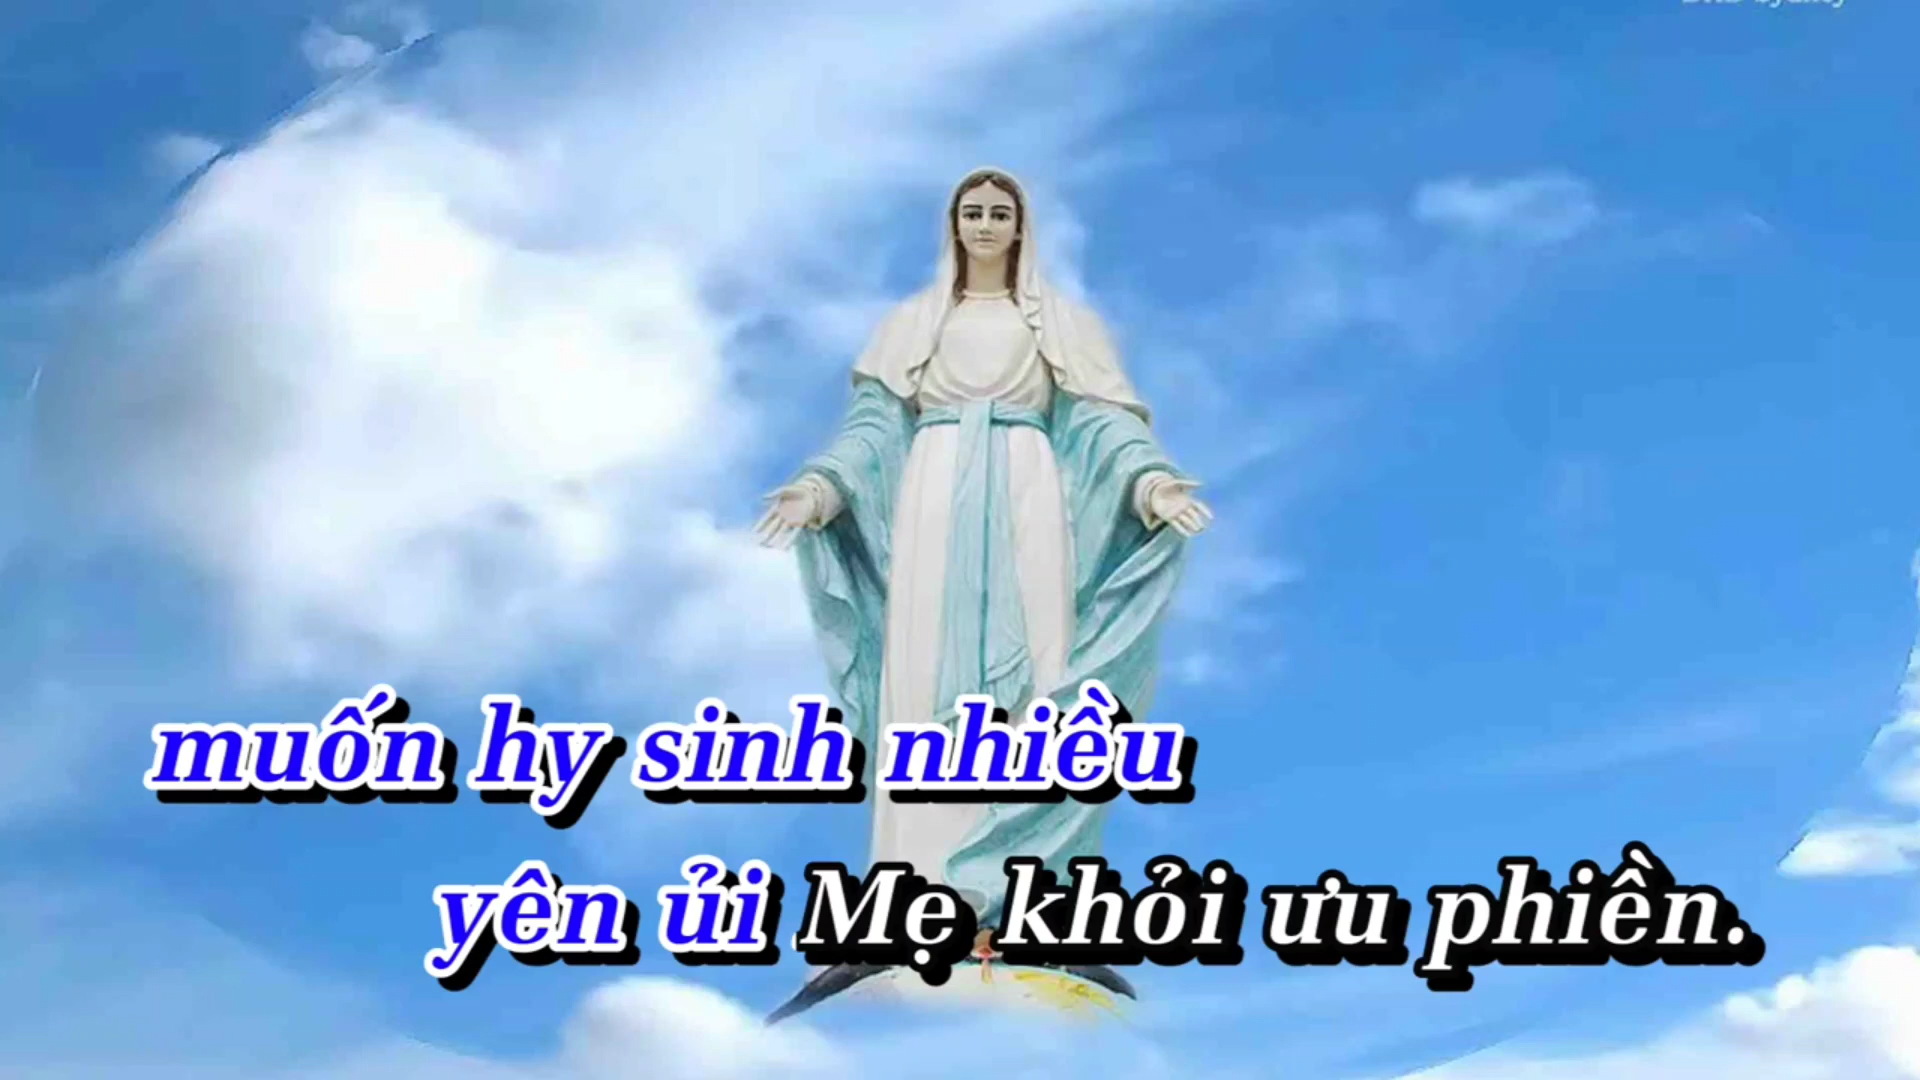 muốn hy sinh nhiều
yên ủi Mẹ khỏi ưu phiền.